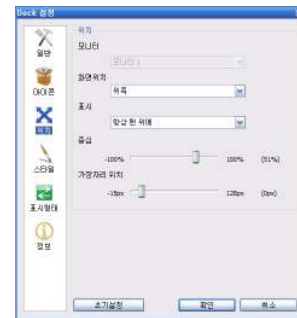 Dock 설정
일반
아이콘
위치
스타일
표시형태
정보
위치
모니터
모니터 1
화면위치
위쪽
표시
항상 맨 위에
중심
-100% 100% (51%)
가장자리 위치
-15px 128px (0px)
초기설정 확인 취소